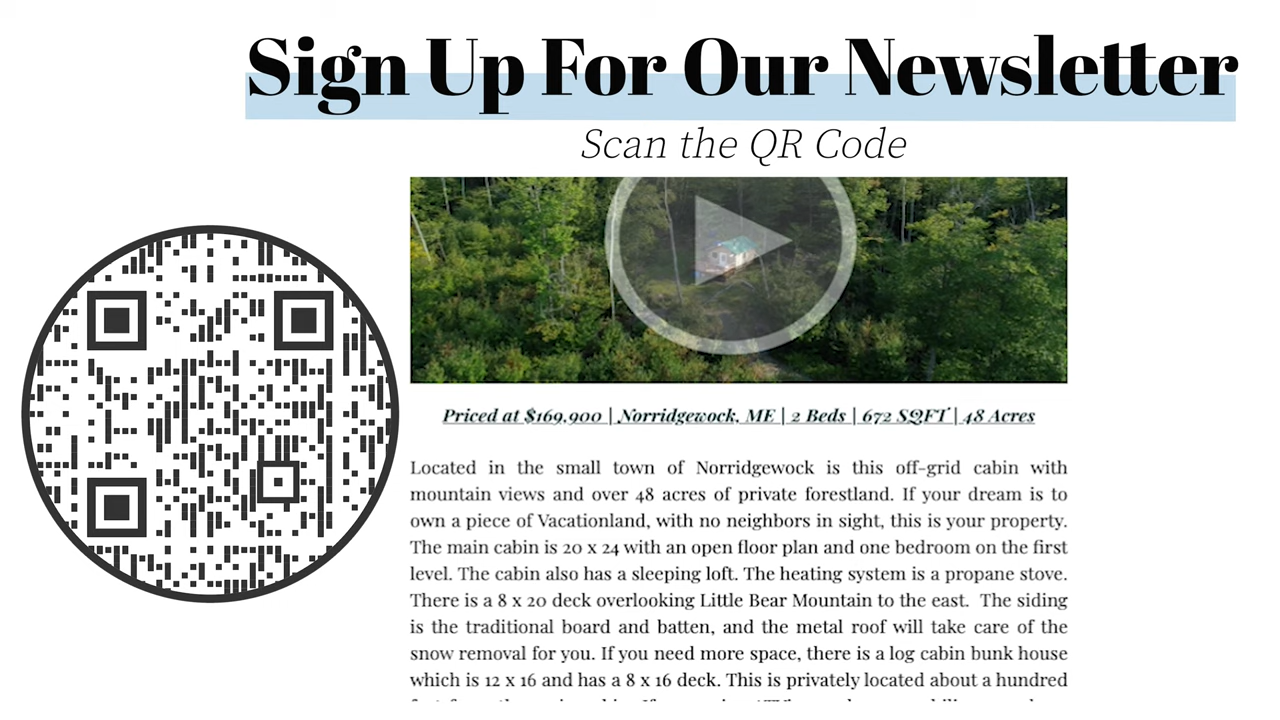 Sign Up For Our Newsletter
Scan the QR Code
Priced at $169,900 | Norridgewock, ME | 2 Beds | 672 SQFT | 48 Acres
Located in the small town of Norridgewock is this off-grid cabin with
mountain views and over 48 acres of private forestland. If your dream is to
own a piece of Vacationland, with no neighbors in sight, this is your property.
The main cabin is 20 x 24 with an open floor plan and one bedroom on the first
level. The cabin also has a sleeping loft. The heating system is a propane stove.
There is a 8 x 20 deck overlooking Little Bear Mountain to the east. The siding
is the traditional board and batten, and the metal roof will take care of the
snow removal for you. If you need more space, there is a log cabin bunk house
which is 12 x 16 and has a 8 x 16 deck. This is privately located about a hundred